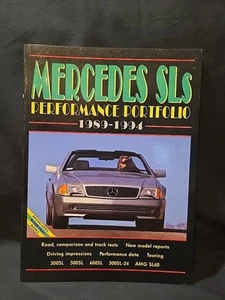 MERCEDES SLs
PERFORMANCE PORTFOLIO
1989-1994
Road, comparison and track tests New model reports
Driving impressions Performance data Touring
300SL 500SL 600SL 300SL-24 AMG SL60